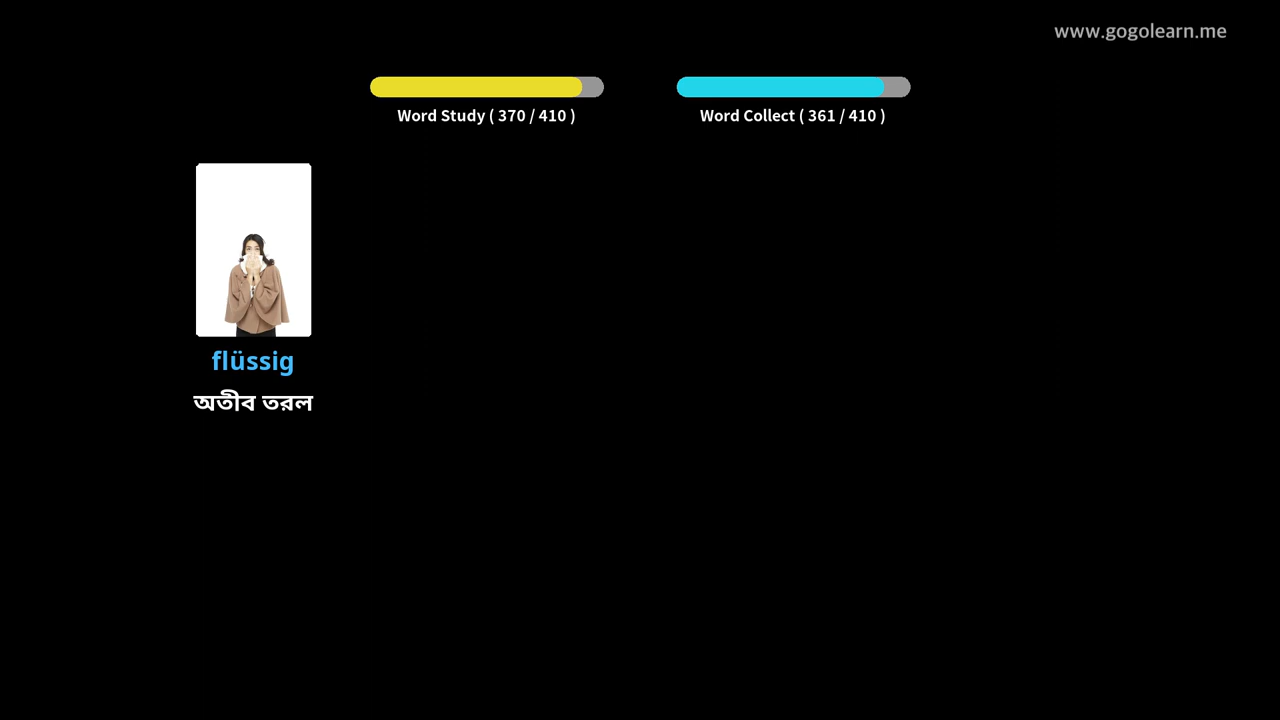 www.gogolearn.me
Word Study ( 370 / 410 )
Word Collect ( 361 / 410 )
flüssig
অতীব তরল